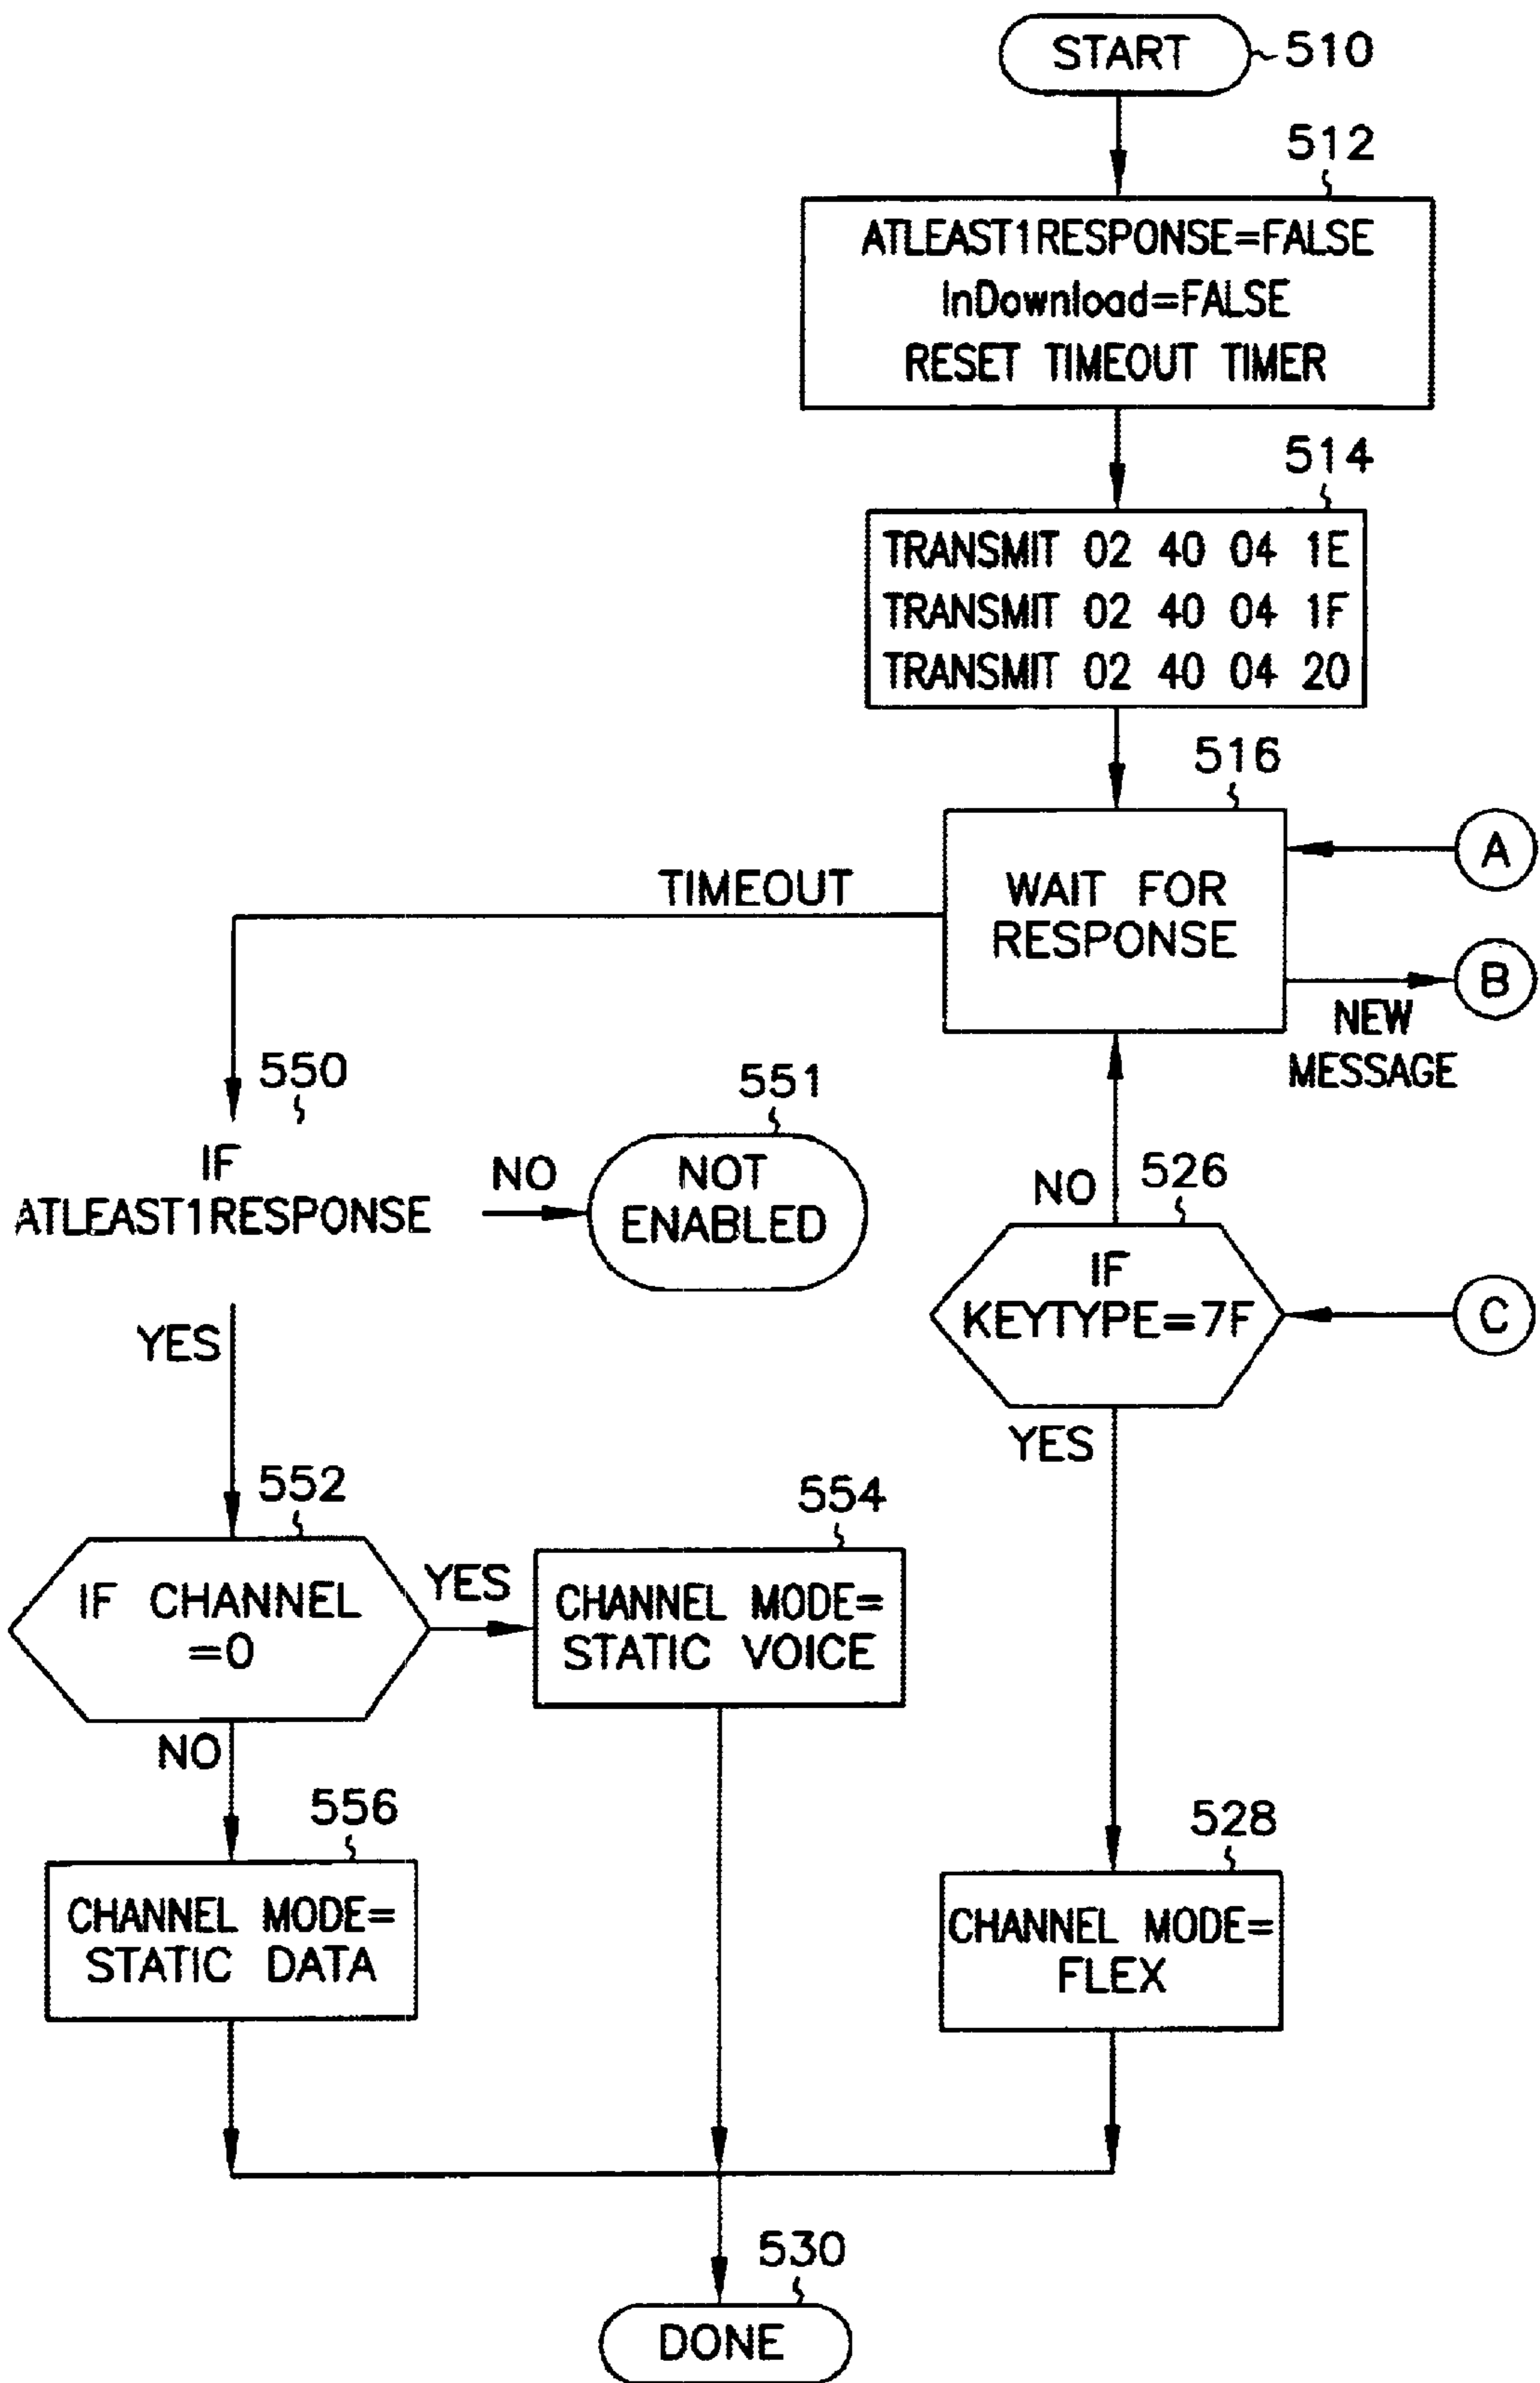 START
510
512
ATLEAST1RESPONSE=FALSE
InDownload=FALSE
RESET TIMEOUT TIMER
514
TRANSMIT 02 40 04 1E
TRANSMIT 02 40 04 1F
TRANSMIT 02 40 04 20
516
WAIT FOR
RESPONSE
A
B
NEW
MESSAGE
TIMEOUT
550
IF
ATLEAST1RESPONSE
NO
551
NOT
ENABLED
NO
526
IF
KEYTYPE=7F
C
YES
YES
552
IF CHANNEL
=0
YES
554
CHANNEL MODE=
STATIC VOICE
NO
556
CHANNEL MODE=
STATIC DATA
528
CHANNEL MODE=
FLEX
530
DONE